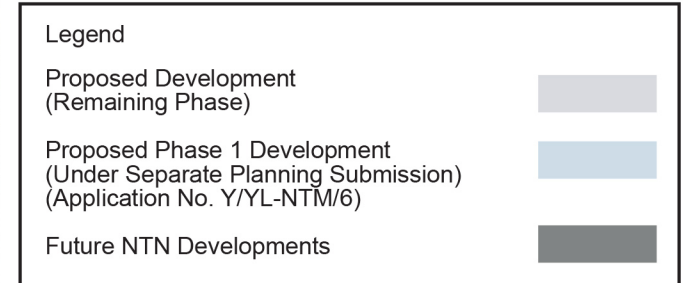 Legend
Proposed Development
(Remaining Phase)
Proposed Phase 1 Development
(Under Separate Planning Submission)
(Application No. Y/YL-NTM/6)
Future NTN Developments